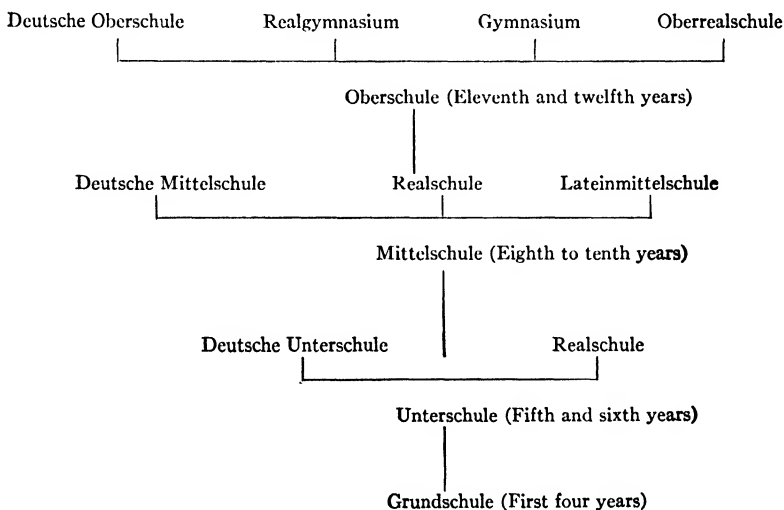 Deutsche Oberschule Realgymnasium Gymnasium Oberrealschule
Oberschule (Eleventh and twelfth years)
Deutsche Mittelschule Realschule Lateinmittelschule
Mittelschule (Eighth to tenth years)
Deutsche Unterschule Realschule
Unterschule (Fifth and sixth years)
Grundschule (First four years)